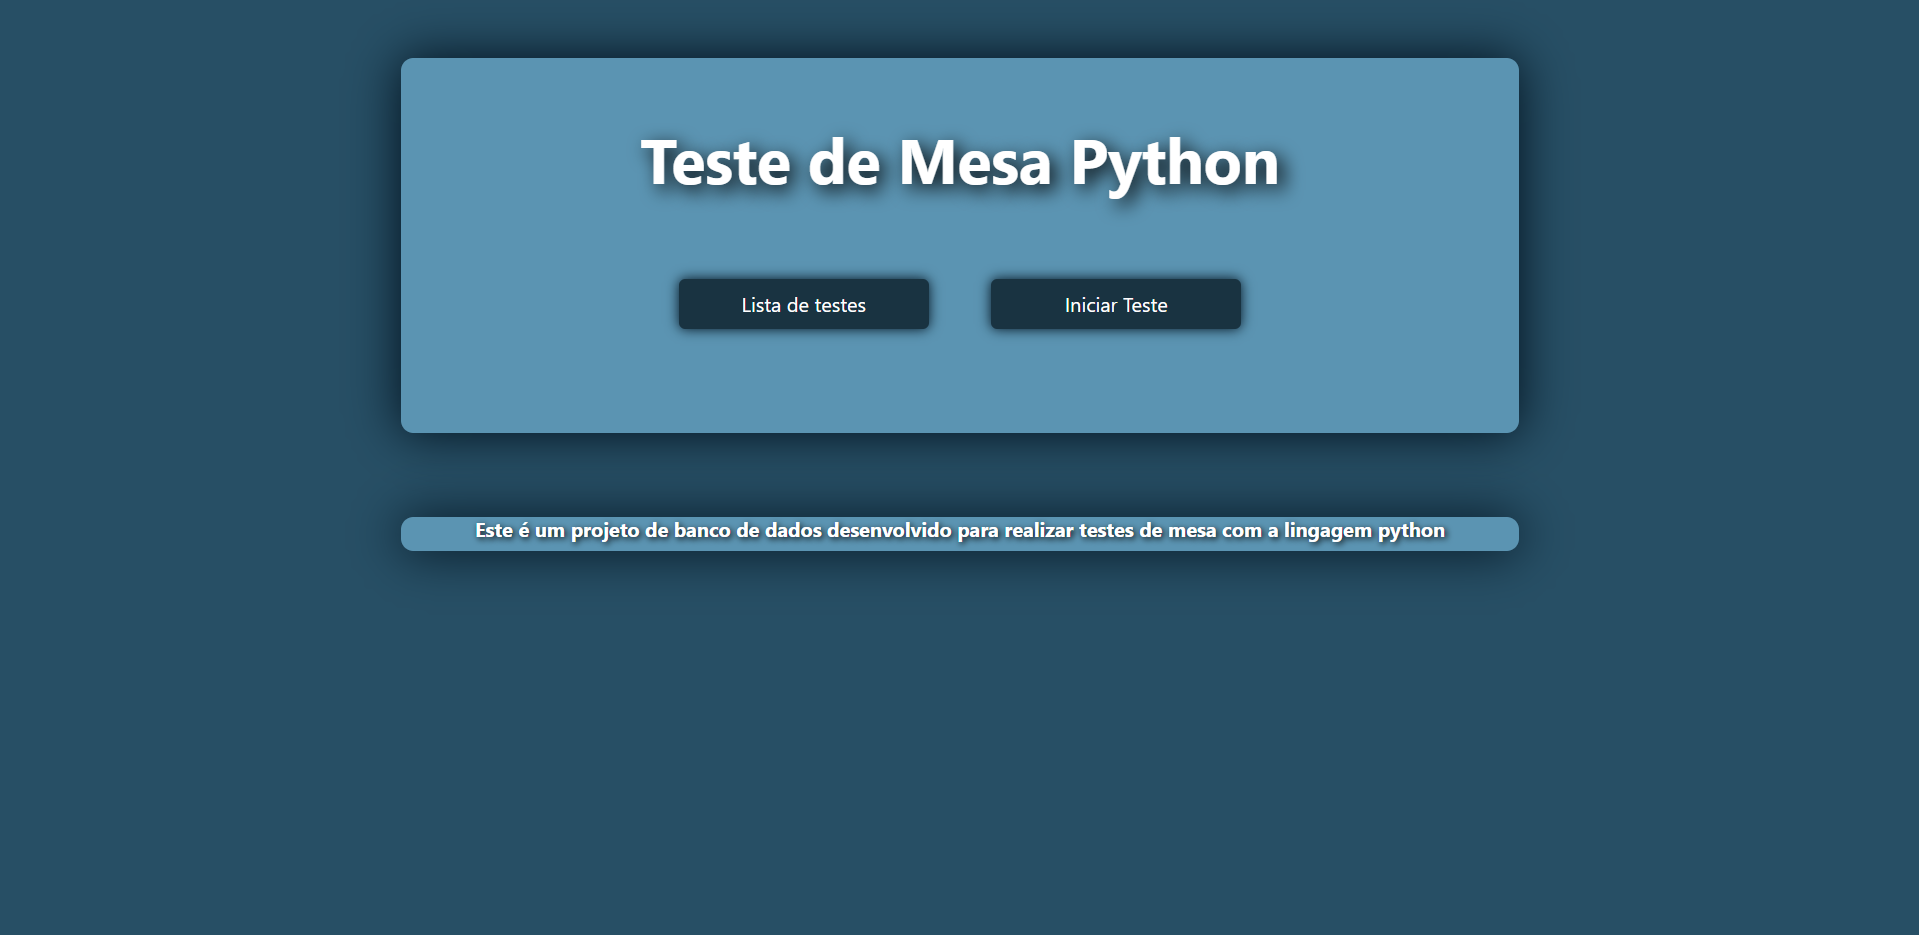 Teste de Mesa Python
Lista de testes
Iniciar Teste
Este é um projeto de banco de dados desenvolvido para realizar testes de mesa com a lingagem python